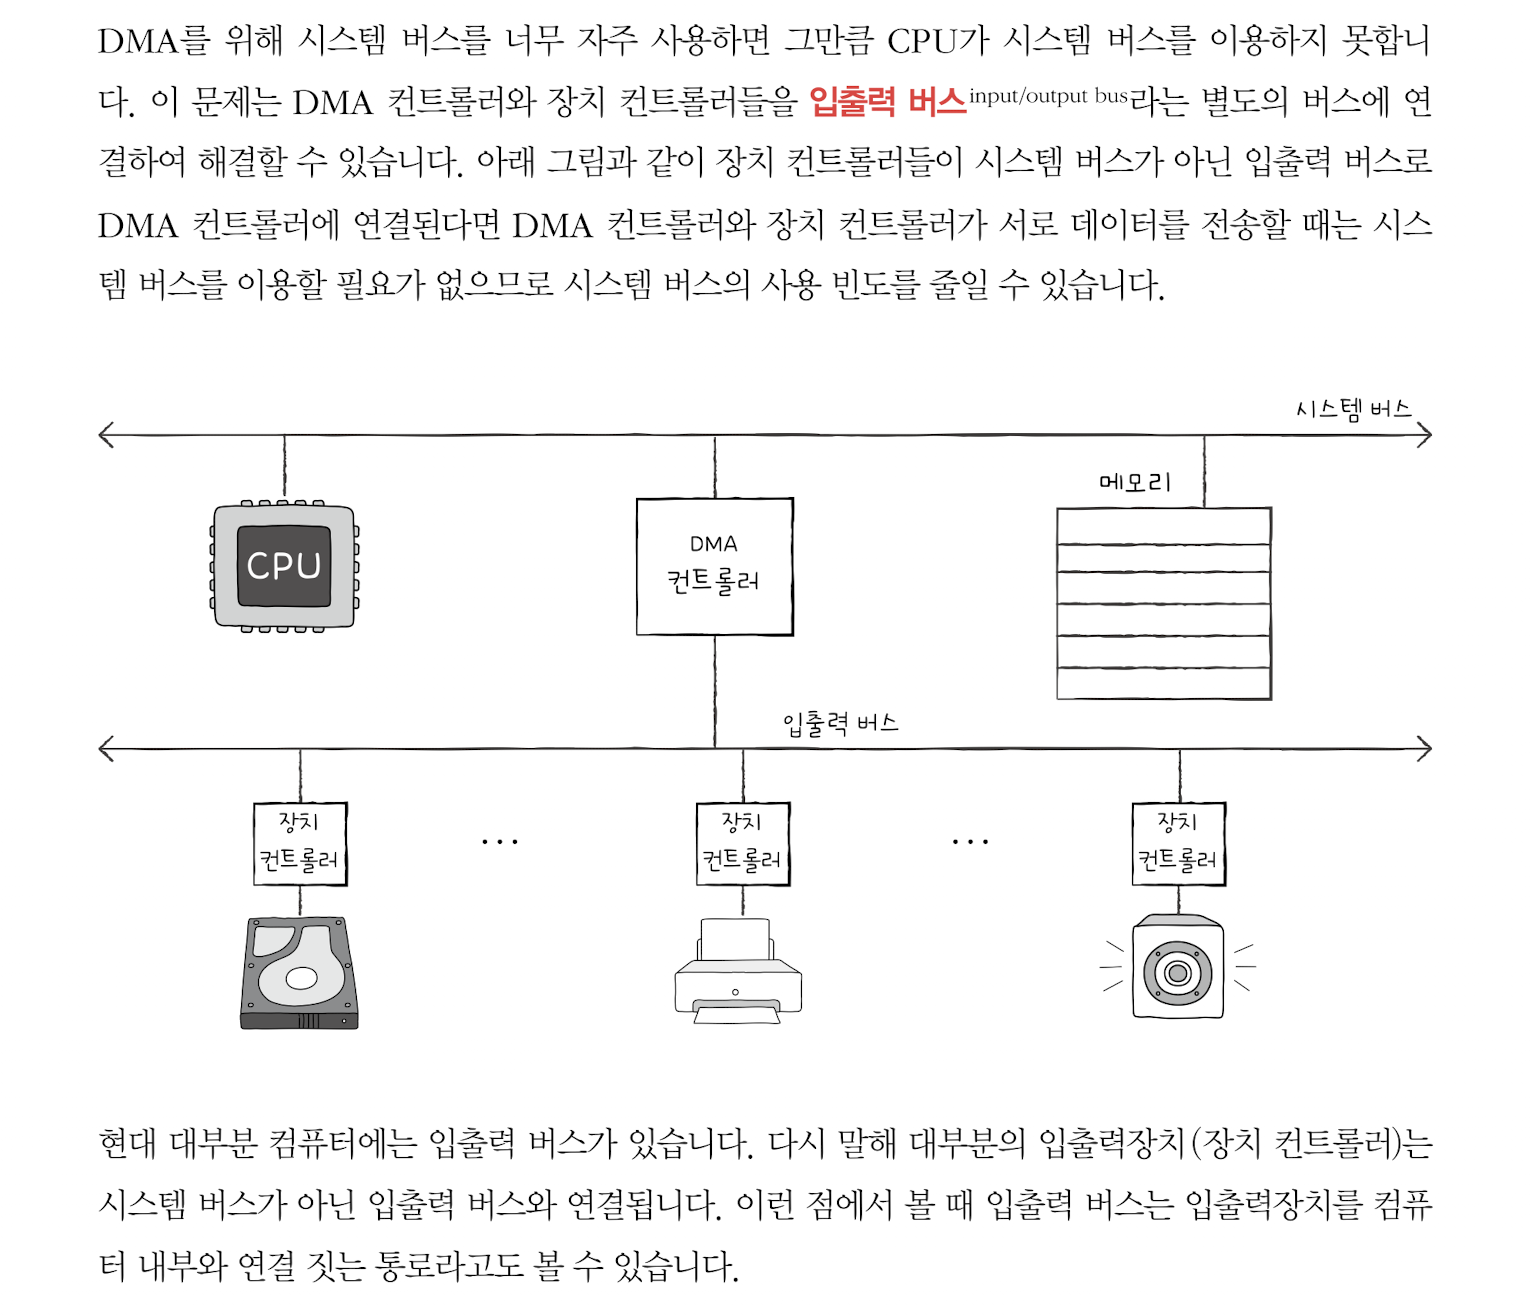 DMA를 위해 시스템 버스를 너무 자주 사용하면 그만큼 CPU가 시스템 버스를 이용하지 못합니
다. 이 문제는 DMA 컨트롤러와 장치 컨트롤러들을 입출력 버스input/output bus라는 별도의 버스에 연
결하여 해결할 수 있습니다. 아래 그림과 같이 장치 컨트롤러들이 시스템 버스가 아닌 입출력 버스로
DMA 컨트롤러에 연결된다면 DMA 컨트롤러와 장치 컨트롤러가 서로 데이터를 전송할 때는 시스
템 버스를 이용할 필요가 없으므로 시스템 버스의 사용 빈도를 줄일 수 있습니다.
시스템 버스
메모리
CPU
DMA
컨트롤러
입출력 버스
장치
컨트롤러
...
장치
컨트롤러
...
장치
컨트롤러
현대 대부분 컴퓨터에는 입출력 버스가 있습니다. 다시 말해 대부분의 입출력장치(장치 컨트롤러)는
시스템 버스가 아닌 입출력 버스와 연결됩니다. 이런 점에서 볼 때 입출력 버스는 입출력장치를 컴퓨
터 내부와 연결 짓는 통로라고도 볼 수 있습니다.